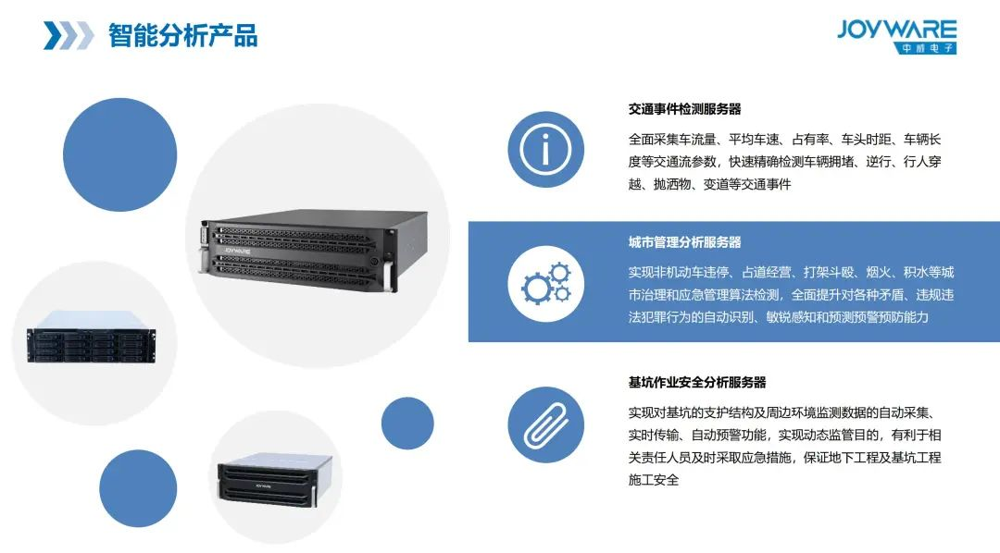 智能分析产品
JOYWARE
中威电子
JOYWARE
JOYWARE
交通事件检测服务器
全面采集车流量、平均车速、占有率、车头时距、车辆长
度等交通流参数，快速精确检测车辆拥堵、逆行、行人穿
越、抛洒物、变道等交通事件
城市管理分析服务器
实现非机动车违停、占道经营、打架斗殴、烟火、积水等城
市治理和应急管理算法检测，全面提升对各种矛盾、违规违
法犯罪行为的自动识别、敏锐感知和预测预警预防能力
基坑作业安全分析服务器
实现对基坑的支护结构及周边环境监测数据的自动采集、
实时传输、自动预警功能，实现动态监管目的，有利于相
关责任人员及时采取应急措施，保证地下工程及基坑工程
施工安全